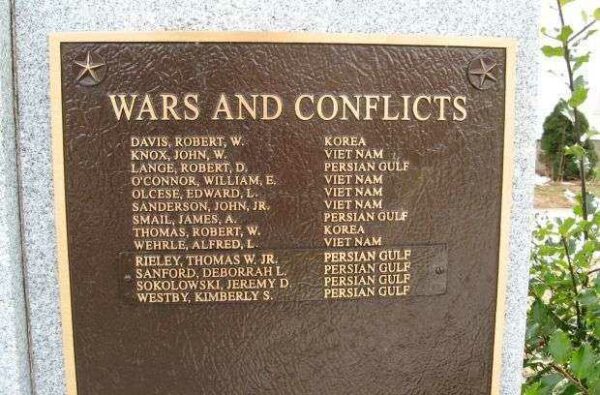 WARS AND CONFLICTS
DAVIS, ROBERT, W. KOREA
KNOX, JOHN, W. VIET NAM
LANGE, ROBERT, D. PERSIAN GULF
O'CONNOR, WILLIAM, E. VIET NAM
OLCESE, EDWARD, L. VIET NAM
SANDERSON, JOHN, JR. VIET NAM
SMAIL, JAMES, A. PERSIAN GULF
THOMAS, ROBERT, W. KOREA
WEHRLE, ALFRED, L. VIET NAM
RIELEY, THOMAS W. JR. PERSIAN GULF
SANFORD, DEBORRAH L. PERSIAN GULF
SOKOLOWSKI, JEREMY D PERSIAN GULF
WESTBY, KIMBERLY S. PERSIAN GULF